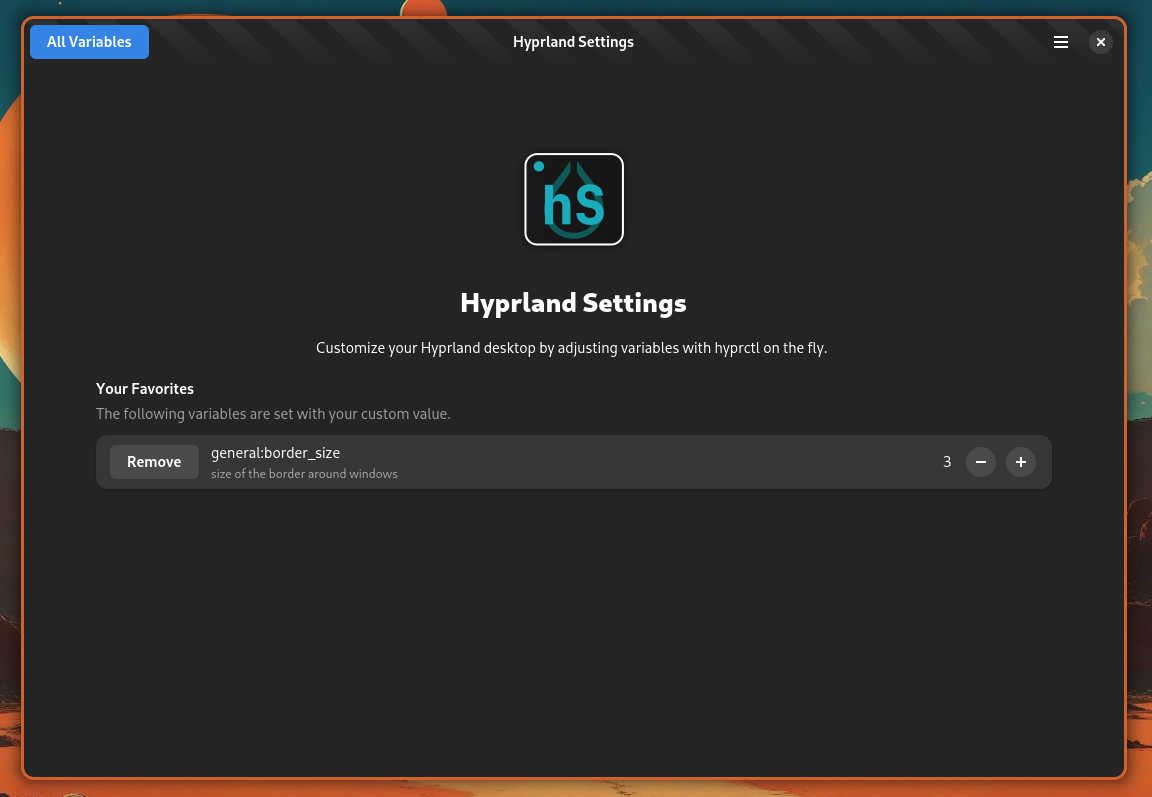 All Variables
Hyprland Settings
hS
Hyprland Settings
Customize your Hyprland desktop by adjusting variables with hyprctl on the fly.
Your Favorites
The following variables are set with your custom value.
Remove
general:border_size
3
size of the border around windows